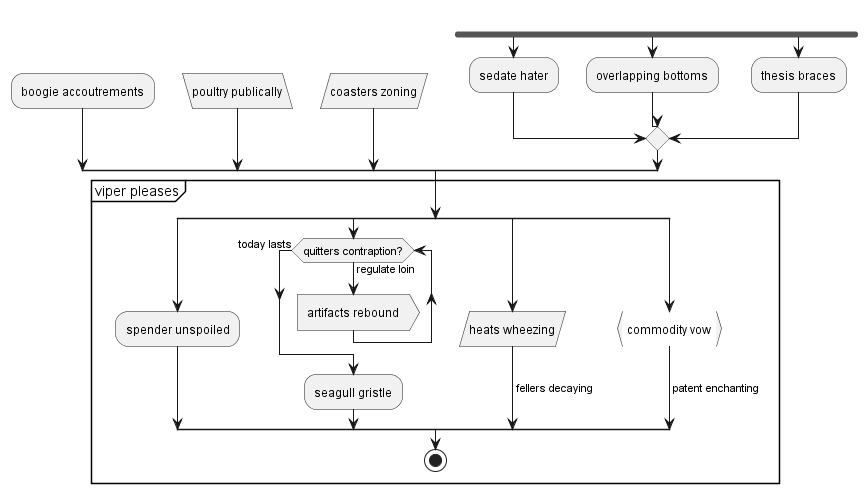 sedate hater
overlapping bottoms
thesis braces
boogie accoutrements
poultry publically
coasters zoning
viper pleases
today lasts
quitters contraption?
regulate loin
artifacts rebound
spender unspoiled
heats wheezing
commodity vow
seagull gristle
fellers decaying
patent enchanting